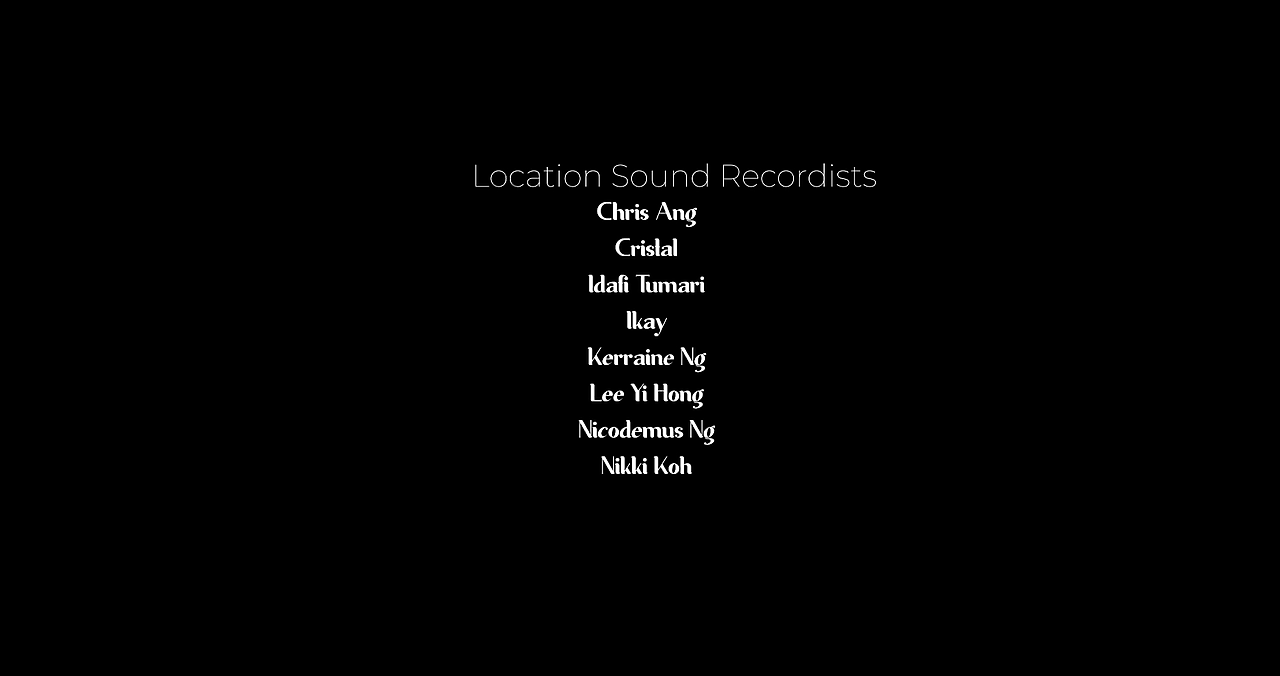 Location Sound Recordists
Chris Ang
Cristal
Idafi Tumari
Ikay
Kerraine Ng
Lee Yi Hong
Nicodemus Ng
Nikki Koh